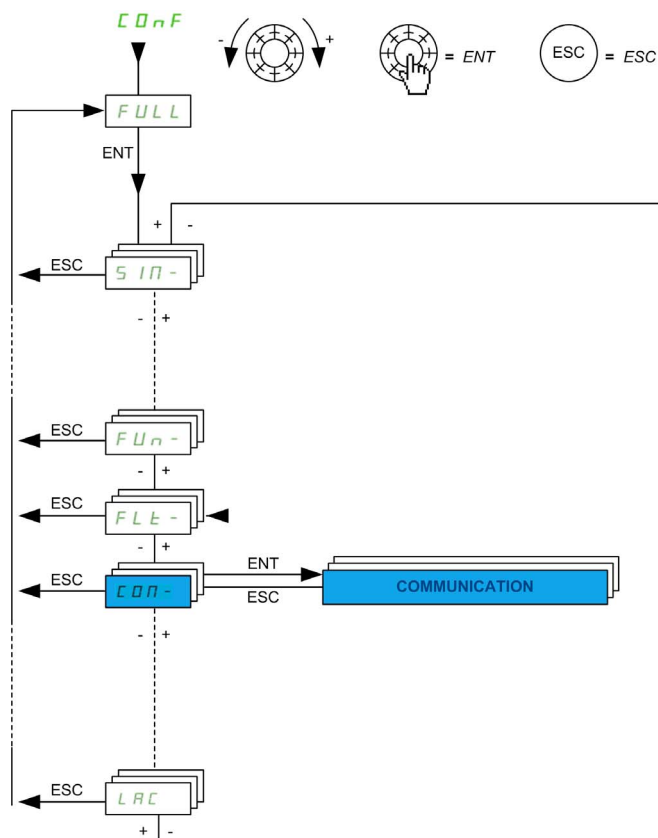 COnF
- +
= ENT
ESC = ESC
FULL
ENT
+ -
ESC SIM-
- +
ESC FUn-
- +
ESC FLt-
- +
ESC COM- ENT COMMUNICATION
ESC
- +
ESC LAC
+ -